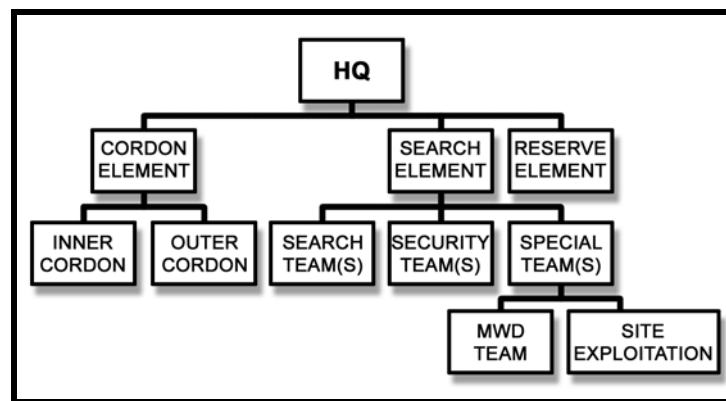 HQ
CORDON
ELEMENT
SEARCH
ELEMENT
RESERVE
ELEMENT
INNER
CORDON
OUTER
CORDON
SEARCH
TEAM(S)
SECURITY
TEAM(S)
SPECIAL
TEAM(S)
MWD
TEAM
SITE
EXPLOITATION